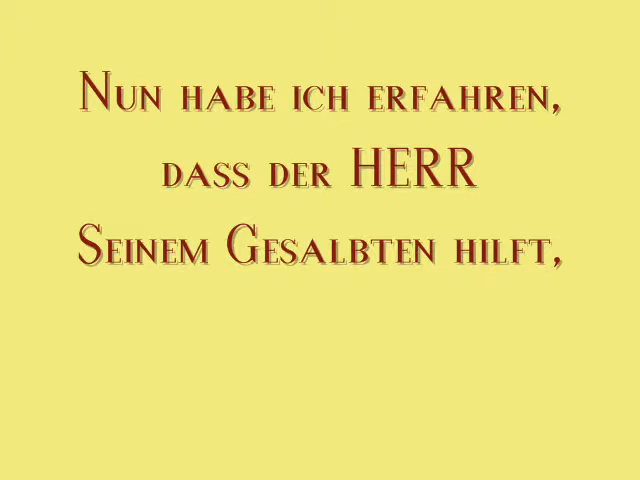 Nun habe ich erfahren,
dass der HERR
Seinem Gesalbten hilft,